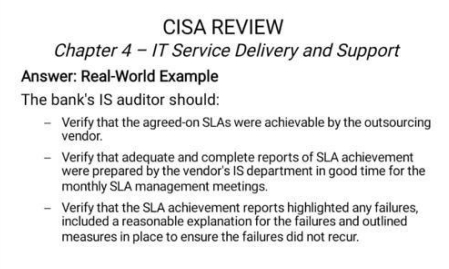 CISA REVIEW
Chapter 4 – IT Service Delivery and Support
Answer: Real-World Example
The bank's IS auditor should:
– Verify that the agreed-on SLAs were achievable by the outsourcing
vendor.
– Verify that adequate and complete reports of SLA achievement
were prepared by the vendor's IS department in good time for the
monthly SLA management meetings.
– Verify that the SLA achievement reports highlighted any failures,
included a reasonable explanation for the failures and outlined
measures in place to ensure the failures did not recur.